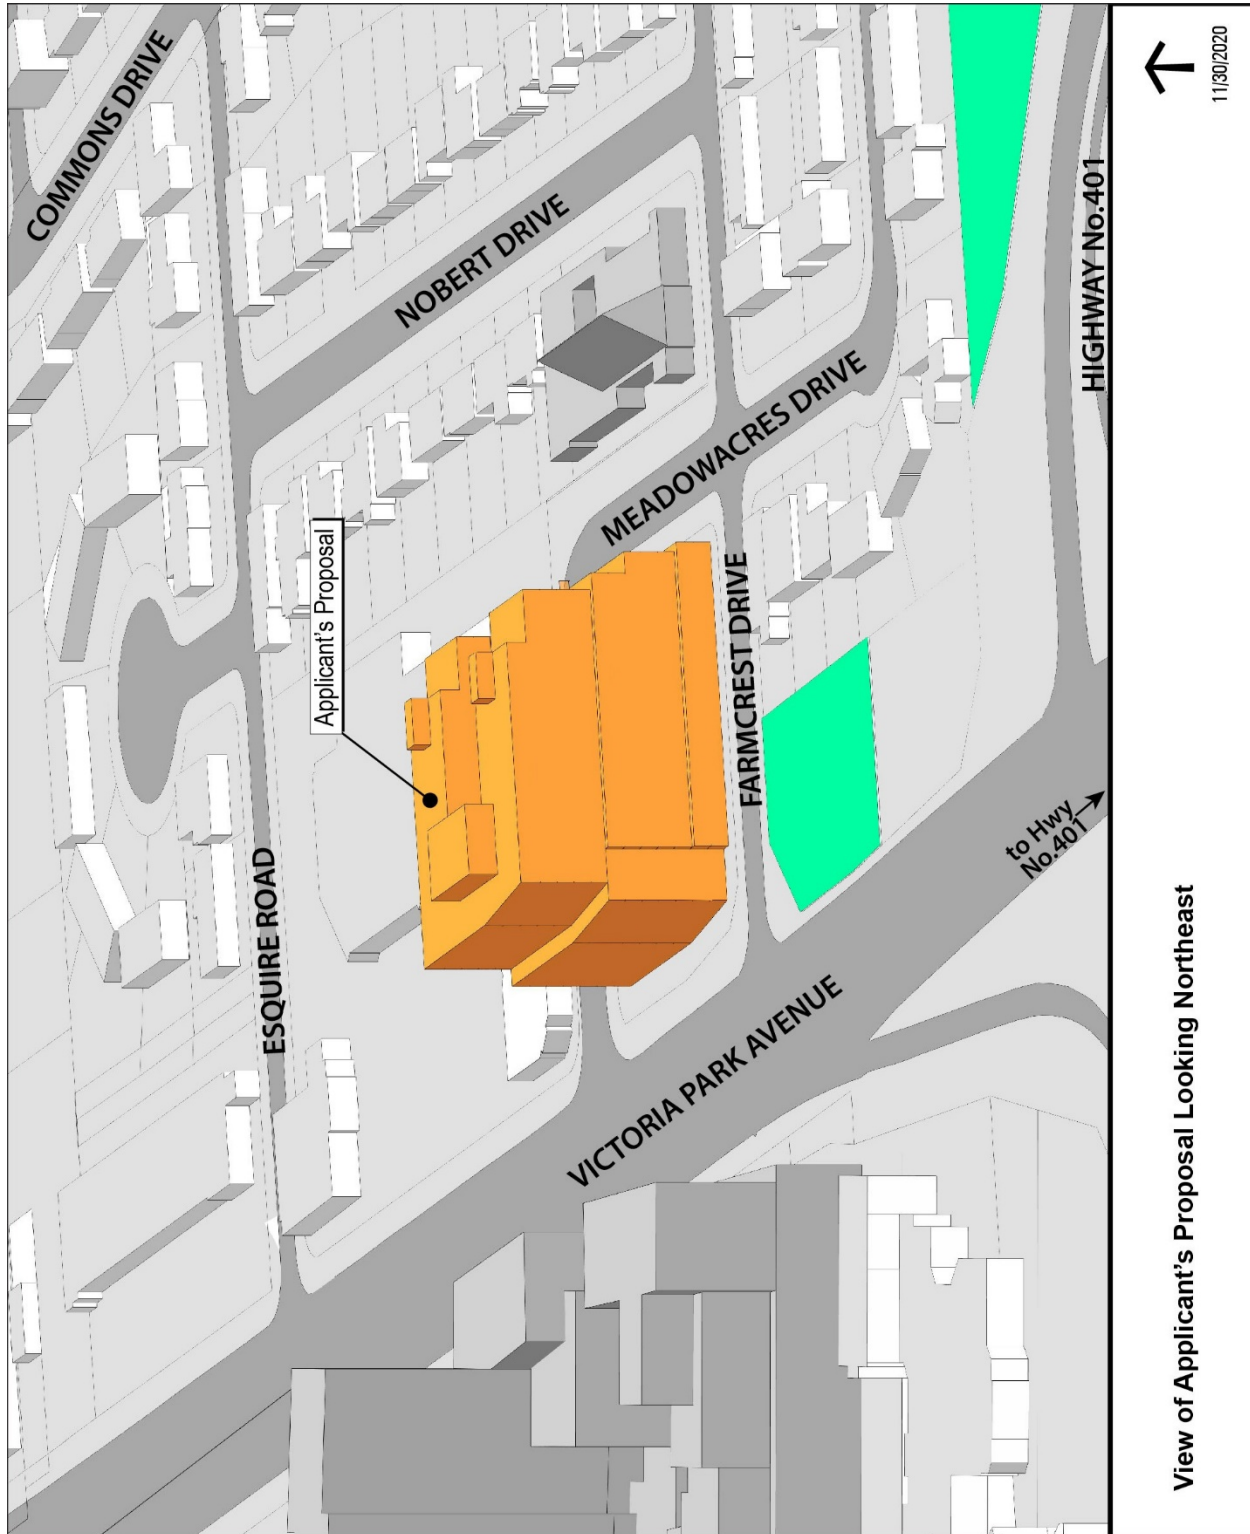 COMMONS DRIVE
NOBERT DRIVE
MEADOWACRES DRIVE
HIGHWAY No.401
Applicant's Proposal
FARMCREST DRIVE
ESQUIRE ROAD
to Hwy
No.401
VICTORIA PARK AVENUE
View of Applicant's Proposal Looking Northeast
11/30/2020